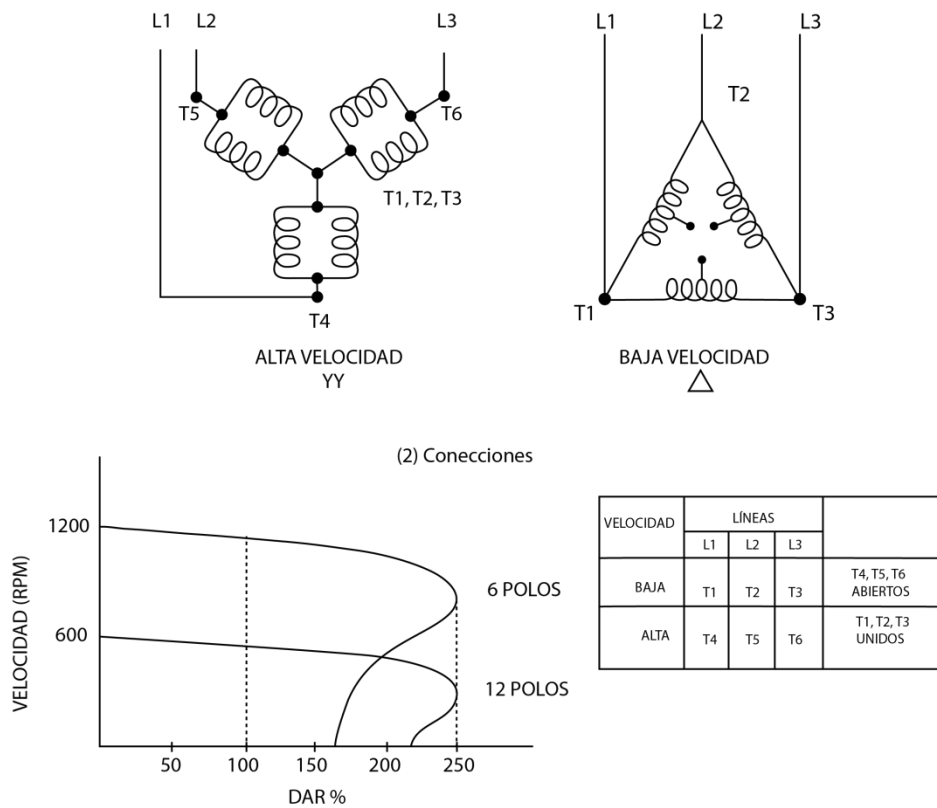 L1 L2 L3
T5 T6
T1, T2, T3
T4
ALTA VELOCIDAD
YY
L1 L2 L3
T2
T1 T3
BAJA VELOCIDAD
(2) Conecciones
VELOCIDAD (RPM)
1200
600
6 POLOS
12 POLOS
50 100 150 200 250
DAR %
VELOCIDAD LÍNEAS
L1 L2 L3
BAJA T1 T2 T3 T4, T5, T6
ABIERTOS
ALTA T4 T5 T6 T1, T2, T3
UNIDOS